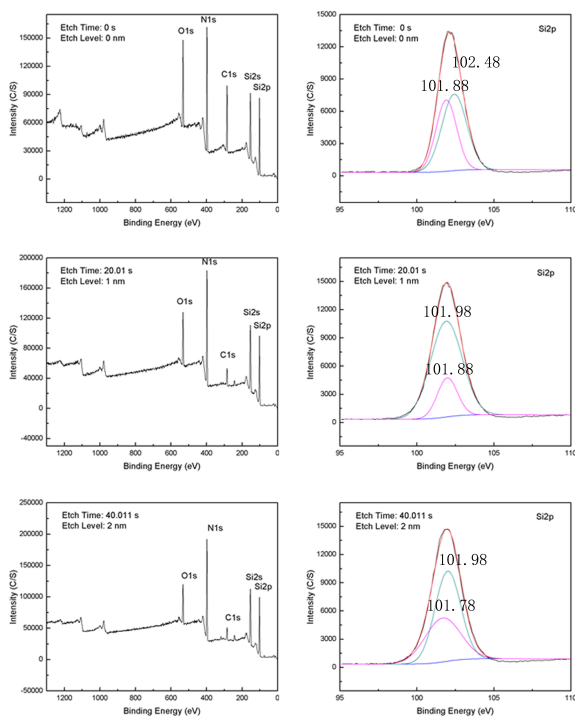 Etch Time: 0 s
Etch Level: 0 nm
O1s
N1s
C1s
Si2s
Si2p
150000
120000
90000
60000
30000
0
Intensity (C/S)
1200 1000 800 600 400 200 0
Binding Energy (eV)
Etch Time: 0 s
Etch Level: 0 nm
Si2p
102.48
101.88
15000
12000
9000
6000
3000
0
Intensity (C/S)
95 100 105 110
Binding Energy (eV)
Etch Time: 20.01 s
Etch Level: 1 nm
N1s
O1s
C1s
Si2s
Si2p
200000
160000
120000
80000
40000
0
-40000
Intensity (C/S)
1200 1000 800 600 400 200 0
Binding Energy (eV)
Etch Time: 20.01 s
Etch Level: 1 nm
Si2p
101.98
101.88
15000
12000
9000
6000
3000
0
Intensity (C/S)
95 100 105 110
Binding Energy (eV)
Etch Time: 40.011 s
Etch Level: 2 nm
N1s
O1s
C1s
Si2s
Si2p
250000
200000
150000
100000
50000
0
-50000
Intensity (C/S)
1200 1000 800 600 400 200 0
Binding Energy (eV)
Etch Time: 40.011 s
Etch Level: 2 nm
Si2p
101.98
101.78
15000
12000
9000
6000
3000
0
Intensity (C/S)
95 100 105 110
Binding Energy (eV)